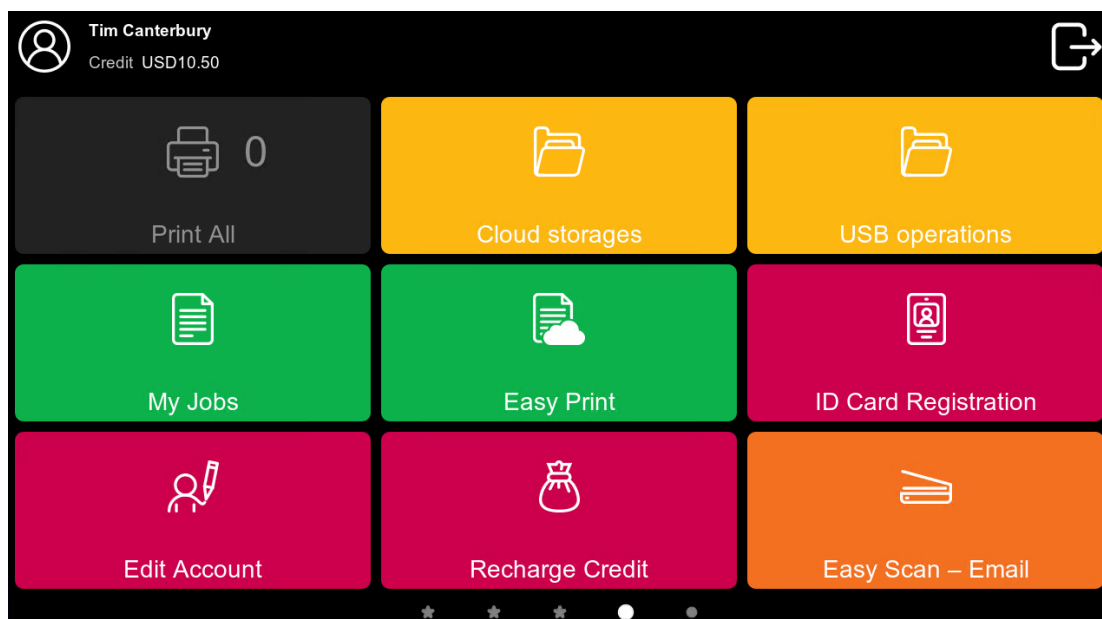 Tim Canterbury
Credit USD10.50
0
Print All
Cloud storages
USB operations
My Jobs
Easy Print
ID Card Registration
Edit Account
Recharge Credit
Easy Scan – Email